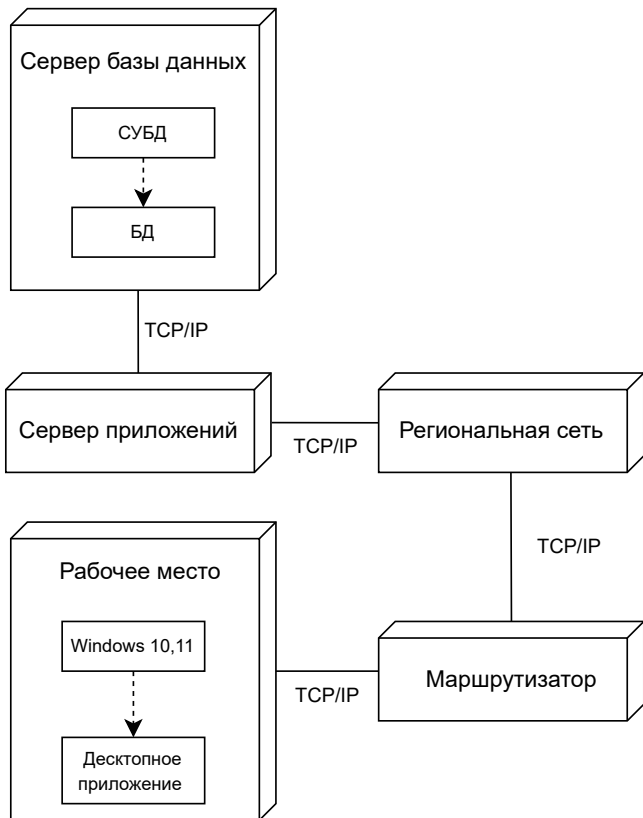 Сервер базы данных
СУБД
БД
TCP/IP
Сервер приложений
TCP/IP
Региональная сеть
TCP/IP
Рабочее место
Windows 10,11
Десктопное
приложение
TCP/IP
Маршрутизатор